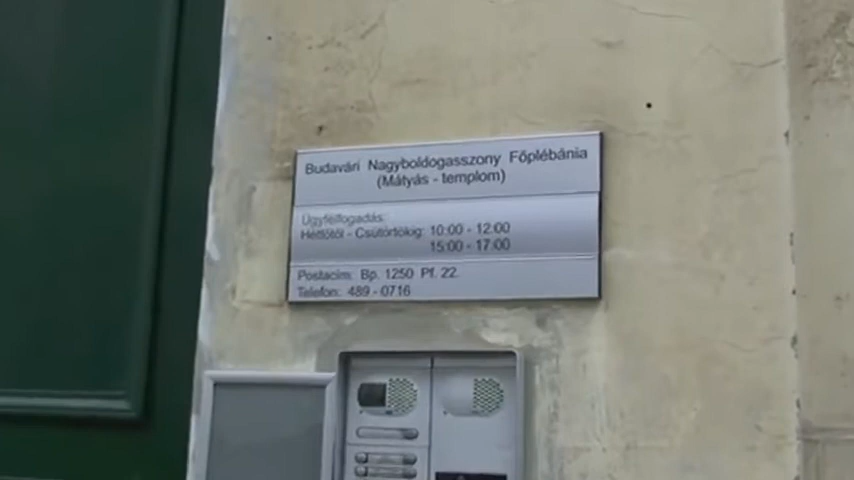 Budavári Nagyboldogasszony Főplébánia
(Mátyás - templom)
Ügyfélfogadás:
Hétfőtől - Csütörtökig: 10:00 - 12:00
15:00 - 17:00
Postacím: Bp. 1250 Pf. 22.
Telefon: 489 - 0716